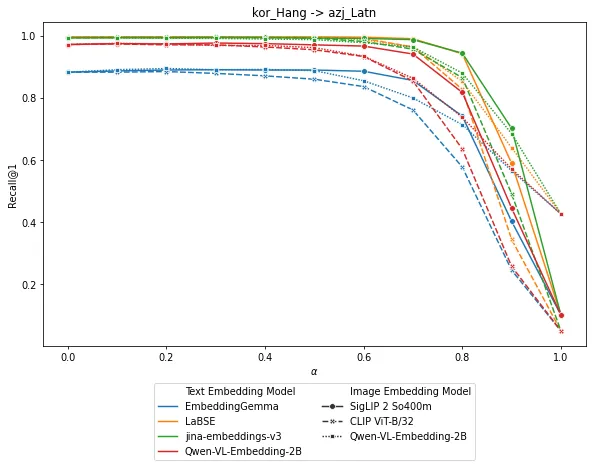 kor_Hang -> azj_Latn
Recall@1
1.0
0.8
0.6
0.4
0.2
0.0 0.2 0.4 0.6 0.8 1.0
α
Text Embedding Model Image Embedding Model
EmbeddingGemma SigLIP 2 So400m
LaBSE CLIP ViT-B/32
jina-embeddings-v3 Qwen-VL-Embedding-2B
Qwen-VL-Embedding-2B